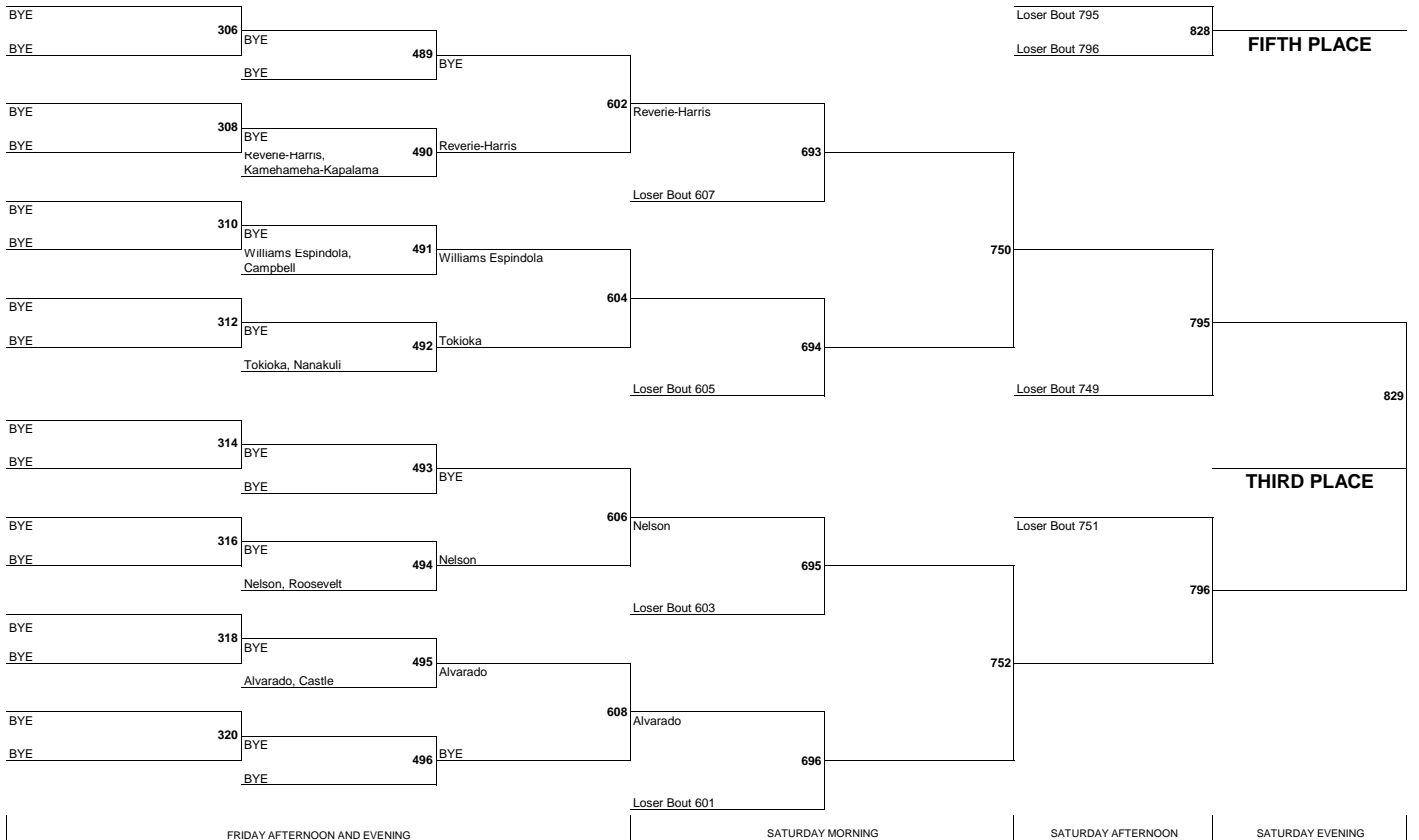 BYE
306
BYE
BYE
489
BYE
BYE
BYE
308
BYE
BYE
Reverie-Harris,
Kamehameha-Kapalama
490
Reverie-Harris
602
Reverie-Harris
Loser Bout 607
693
BYE
310
BYE
BYE
Williams Espindola,
Campbell
491
Williams Espindola
BYE
312
BYE
BYE
Tokioka, Nanakuli
492
Tokioka
604
Loser Bout 605
694
750
Loser Bout 749
795
BYE
314
BYE
BYE
BYE
493
BYE
BYE
316
BYE
BYE
Nelson, Roosevelt
494
Nelson
606
Nelson
Loser Bout 603
695
BYE
318
BYE
BYE
Alvarado, Castle
495
Alvarado
BYE
320
BYE
BYE
BYE
496
BYE
608
Alvarado
Loser Bout 601
696
752
Loser Bout 751
796
Loser Bout 795
828
Loser Bout 796
FIFTH PLACE
829
THIRD PLACE
FRIDAY AFTERNOON AND EVENING
SATURDAY MORNING
SATURDAY AFTERNOON
SATURDAY EVENING